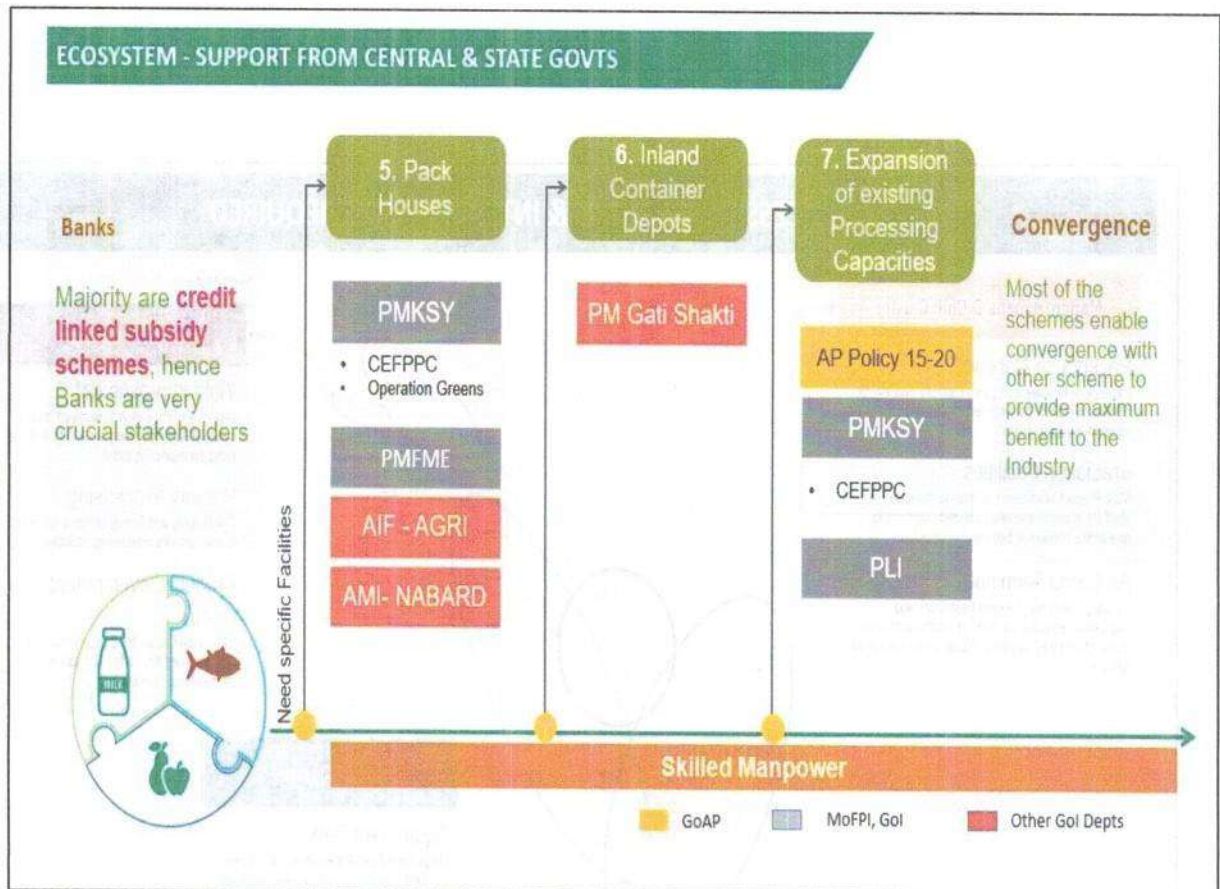 ECOSYSTEM - SUPPORT FROM CENTRAL & STATE GOVTS
Banks
Majority are credit
linked subsidy
schemes, hence
Banks are very
crucial stakeholders
Need specific Facilities
5. Pack
Houses
PMKSY
• CEFPPC
• Operation Greens
PMFME
AIF - AGRI
AMI- NABARD
6. Inland
Container
Depots
PM Gati Shakti
7. Expansion
of existing
Processing
Capacities
AP Policy 15-20
PMKSY
• CEFPPC
PLI
Convergence
Most of the
schemes enable
convergence with
other scheme to
provide maximum
benefit to the
Industry
MILK
Skilled Manpower
GoAP
MoFPI, GoI
Other GoI Depts